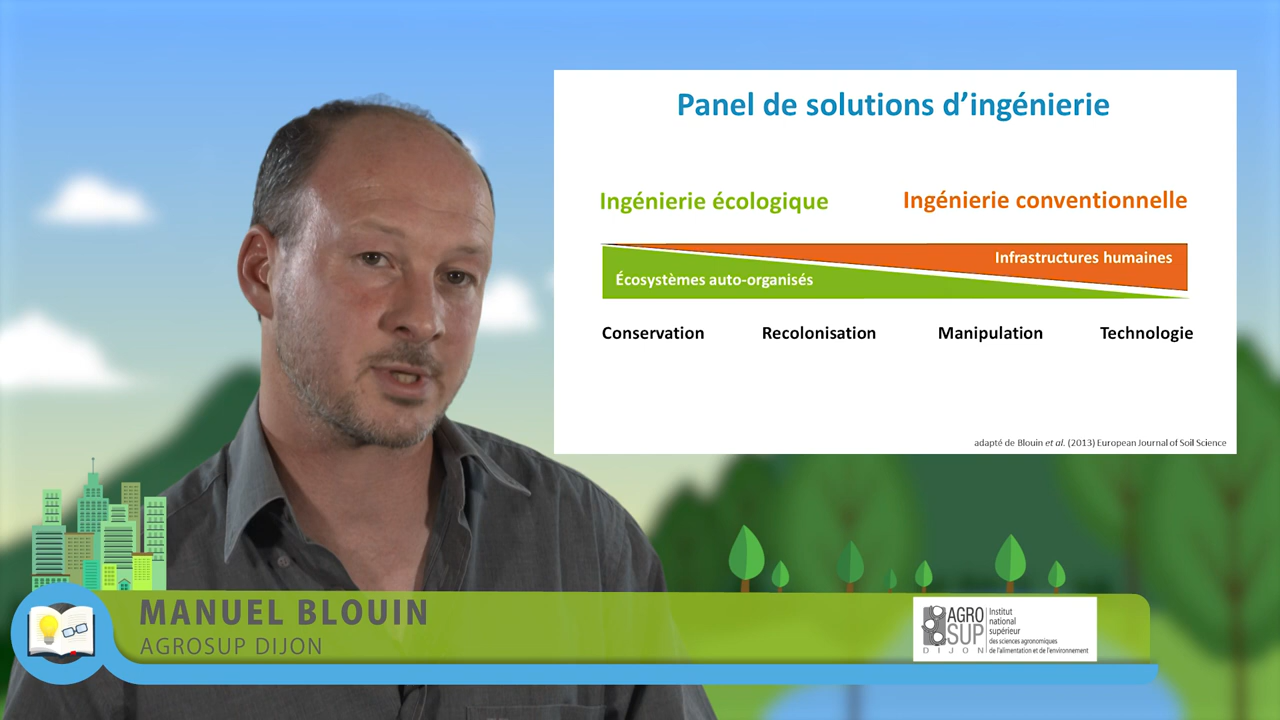 Panel de solutions d’ingénierie
Ingénierie écologique
Ingénierie conventionnelle
Infrastructures humaines
Écosystèmes auto-organisés
Conservation
Recolonisation
Manipulation
Technologie
adapté de Blouin et al. (2013) European Journal of Soil Science
MANUEL BLOUIN
AGROSUP DIJON
AGRO
SUP
DIJON
Institut
national
supérieur
des sciences agronomiques
de l'alimentation et de l'environnement